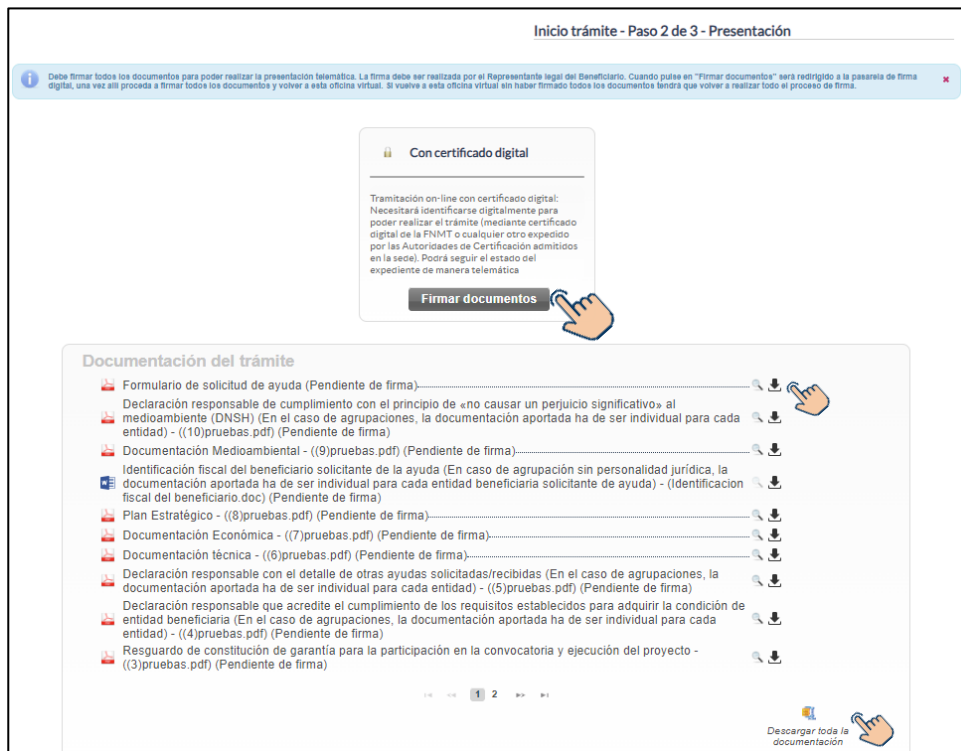 Inicio trámite - Paso 2 de 3 - Presentación
Debe firmar todos los documentos para poder realizar la presentación telemática. La firma debe ser realizada por el Representante legal del Beneficiario. Cuando pulse en "Firmar documentos" será redirigido a la pasarela de firma
digital, una vez allí proceda a firmar todos los documentos y volver a esta oficina virtual. Si vuelve a esta oficina virtual sin haber firmado todos los documentos tendrá que volver a realizar todo el proceso de firma.
Con certificado digital
Tramitación on-line con certificado digital:
Necesitará identificarse digitalmente para
poder realizar el trámite (mediante certificado
digital de la FNMT o cualquier otro expedido
por las Autoridades de Certificación admitidos
en la sede). Podrá seguir el estado del
expediente de manera telemática
Firmar documentos
Documentación del trámite
Formulario de solicitud de ayuda (Pendiente de firma)
Declaración responsable de cumplimiento con el principio de «no causar un perjuicio significativo» al
medioambiente (DNSH) (En el caso de agrupaciones, la documentación aportada ha de ser individual para cada
entidad) - ((10)pruebas.pdf) (Pendiente de firma)
Documentación Medioambiental - ((9)pruebas.pdf) (Pendiente de firma)
Identificación fiscal del beneficiario solicitante de la ayuda (En caso de agrupación sin personalidad jurídica, la
documentación aportada ha de ser individual para cada entidad beneficiaria solicitante de ayuda) - (Identificacion
fiscal del beneficiario.doc) (Pendiente de firma)
Plan Estratégico - ((8)pruebas.pdf) (Pendiente de firma)
Documentación Económica - ((7)pruebas.pdf) (Pendiente de firma)
Documentación técnica - ((6)pruebas.pdf) (Pendiente de firma)
Declaración responsable con el detalle de otras ayudas solicitadas/recibidas (En el caso de agrupaciones, la
documentación aportada ha de ser individual para cada entidad) - ((5)pruebas.pdf) (Pendiente de firma)
Declaración responsable que acredite el cumplimiento de los requisitos establecidos para adquirir la condición de
entidad beneficiaria (En el caso de agrupaciones, la documentación aportada ha de ser individual para cada
entidad) - ((4)pruebas.pdf) (Pendiente de firma)
Resguardo de constitución de garantía para la participación en la convocatoria y ejecución del proyecto -
((3)pruebas.pdf) (Pendiente de firma)
1 2
Descargar toda la
documentación